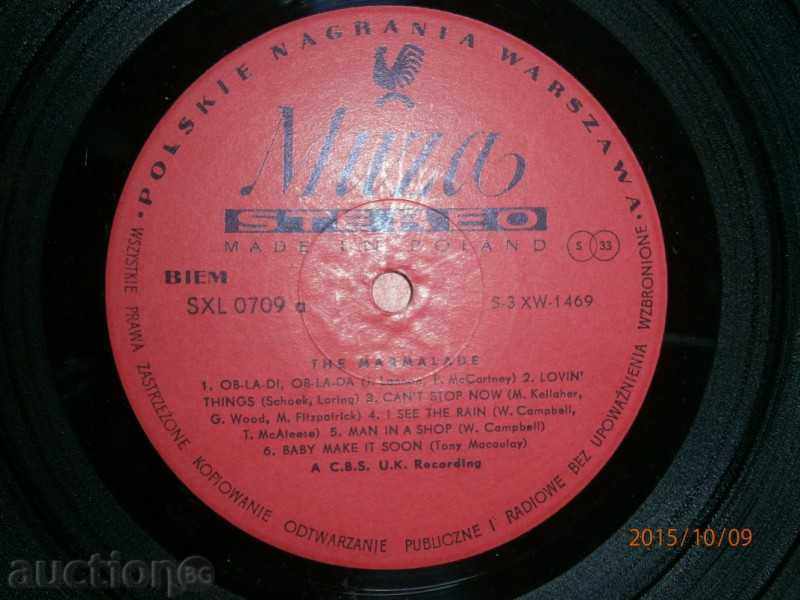 • POLSKIE NAGRANIA WARSZAWA •
Muza
STEREO
MADE IN POLAND
S 33
BIEM
SXL 0709 a
S-3 XW-1469
THE MARMALADE
1. OB-LA-DI, OB-LA-DA (J. Lennon, P. McCartney) 2. LOVIN'
THINGS (Schoek, Loring) 3. CAN'T STOP NOW (M. Kellaher,
G. Wood, M. Fitzpatrick) 4. I SEE THE RAIN (W. Campbell,
T. McAleese) 5. MAN IN A SHOP (W. Campbell)
6. BABY MAKE IT SOON (Tony Macaulay)
A C.B.S. U.K. Recording
WSZYSTKIE PRAWA ZASTRZEŻONE KOPIOWANIE ODTWARZANIE PUBLICZNE I RADIOWE BEZ UPOWAŻNIENIA WZBRONIONE
2015/10/09
auction BG